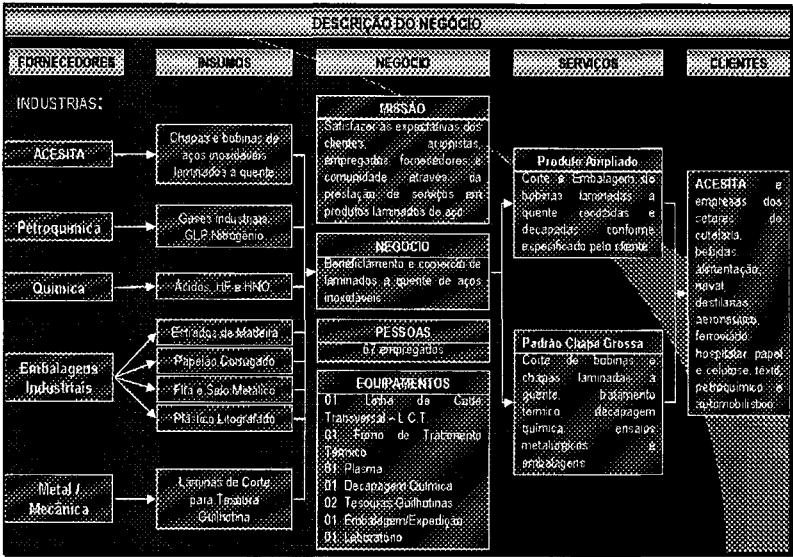 DESCRIÇÃO DO NEGÓCIO
FORNECEDORES
INSUMOS
NEGÓCIO
SERVIÇOS
CLIENTES
INDUSTRIAS:
ACESITA
Petroquímica
Química
Embalagens
Industriais
Metal /
Mecânica
Chapas e bobinas de
aços inoxidáveis
laminados a quente
Gases Industriais
GLP, Nitrogênio
Ácidos, HF e HNO
Entrados de Madeira
Papelão Corrugado
Fita e Selo Metálico
Plástico Litografado
Lâminas de Corte
para Tesoura
Guilhotina
MISSÃO
Satisfazer as expectativas dos
clientes, acionistas,
empregados, fornecedores e
comunidade através da
prestação de serviços em
produtos laminados de aço.
NEGÓCIO
Beneficiamento e comércio de
laminados a quente de aços
inoxidáveis
PESSOAS
67 empregados
EQUIPAMENTOS
01. Linha de Corte
Transversal – L.C.T.
01. Forno de Tratamento
Térmico
01. Plasma
01 Decapagem Química
02 Tesouras Guilhotinas
01. Embalagem/Expedição
01. Laboratório
Produto Ampliado
Corte e Embalagem de
bobinas laminadas a
quente recozidas e
decapadas conforme
especificado pelo cliente
Padrão Chapa Grossa
Corte de bobinas e
chapas laminadas a
quente, tratamento
térmico, decapagem
química, ensaios
metalúrgicos e
embalagens
ACESITA e
empresas dos
setores de
cutelaria,
bebidas,
alimentação,
naval,
destilarias,
aeronáutico,
ferroviário,
hospitalar, papel
e celulose, têxtil,
petroquímico e
automobilístico.